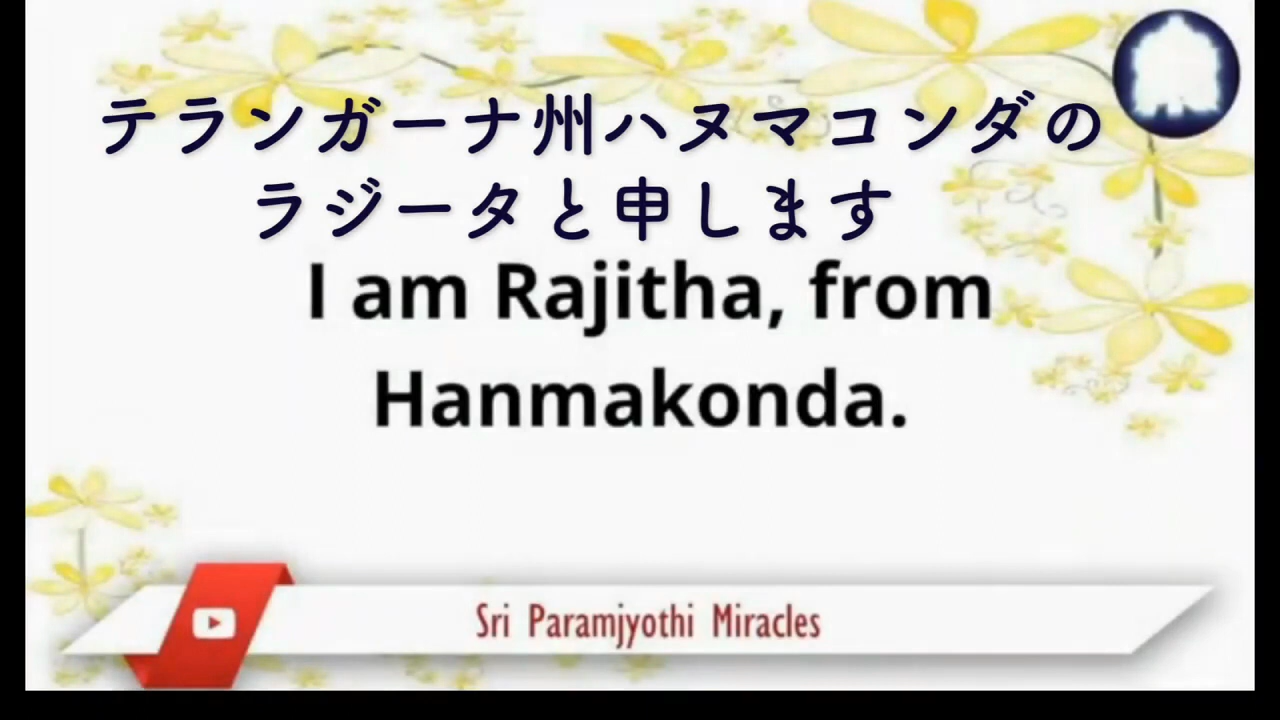 テランガーナ州ハヌマコンダの
ラジータと申します
I am Rajitha, from
Hanmakonda.
Sri Paramjyothi Miracles